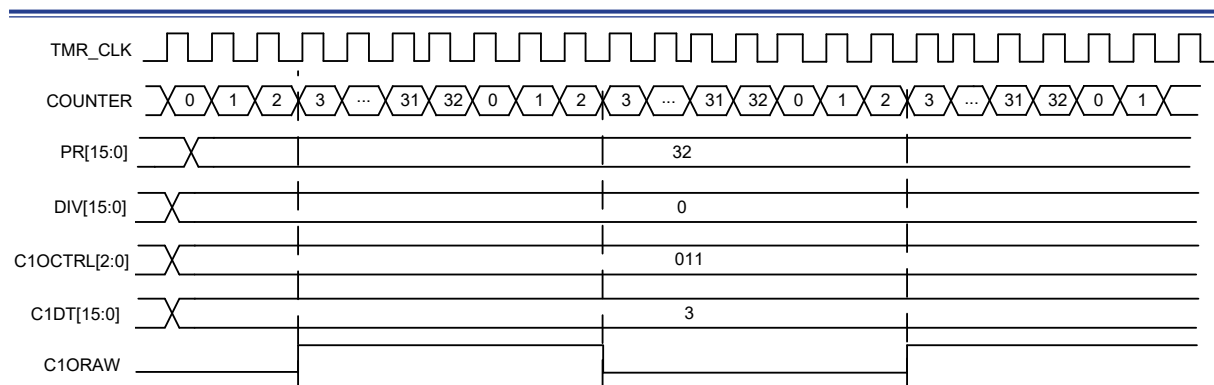 TMR_CLK
COUNTER 0 1 2 3 ... 31 32 0 1 2 3 ... 31 32 0 1 2 3 ... 31 32 0 1
PR[15:0] 32
DIV[15:0] 0
C1OCTRL[2:0] 011
C1DT[15:0] 3
C1ORAW